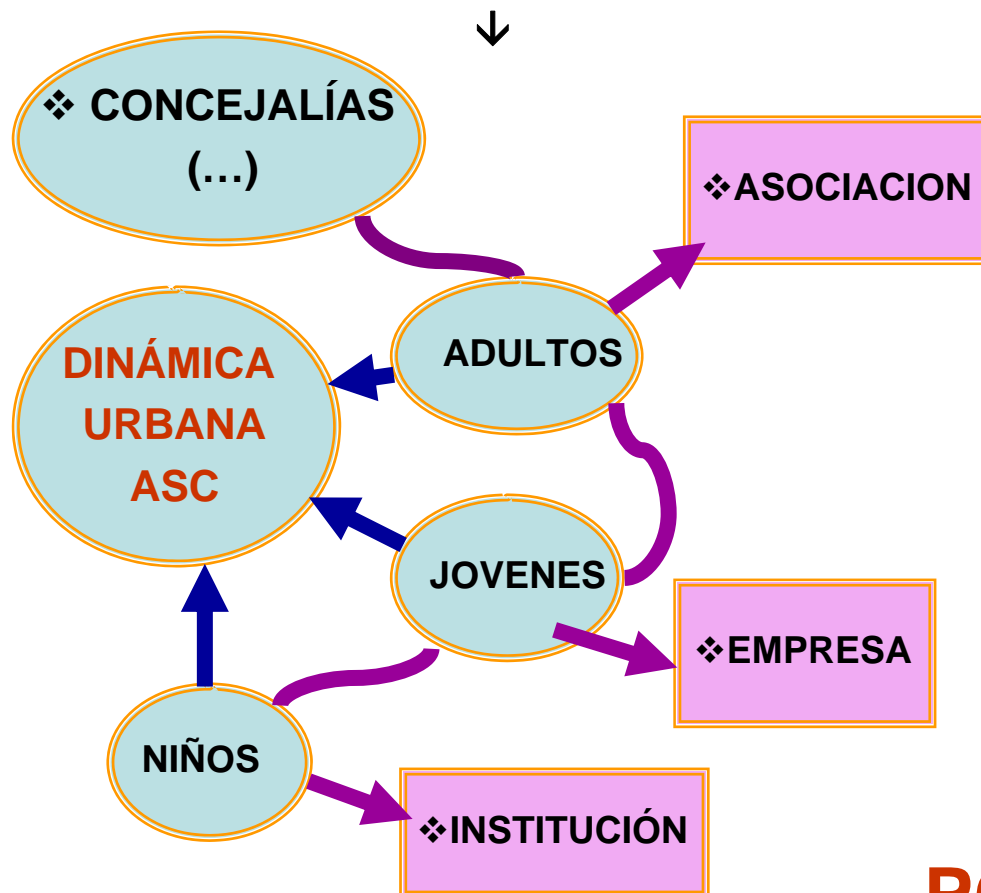 ❖ CONCEJALÍAS
(...)
❖ASOCIACION
ADULTOS
DINÁMICA
URBANA
ASC
JOVENES
❖EMPRESA
NIÑOS
❖INSTITUCIÓN